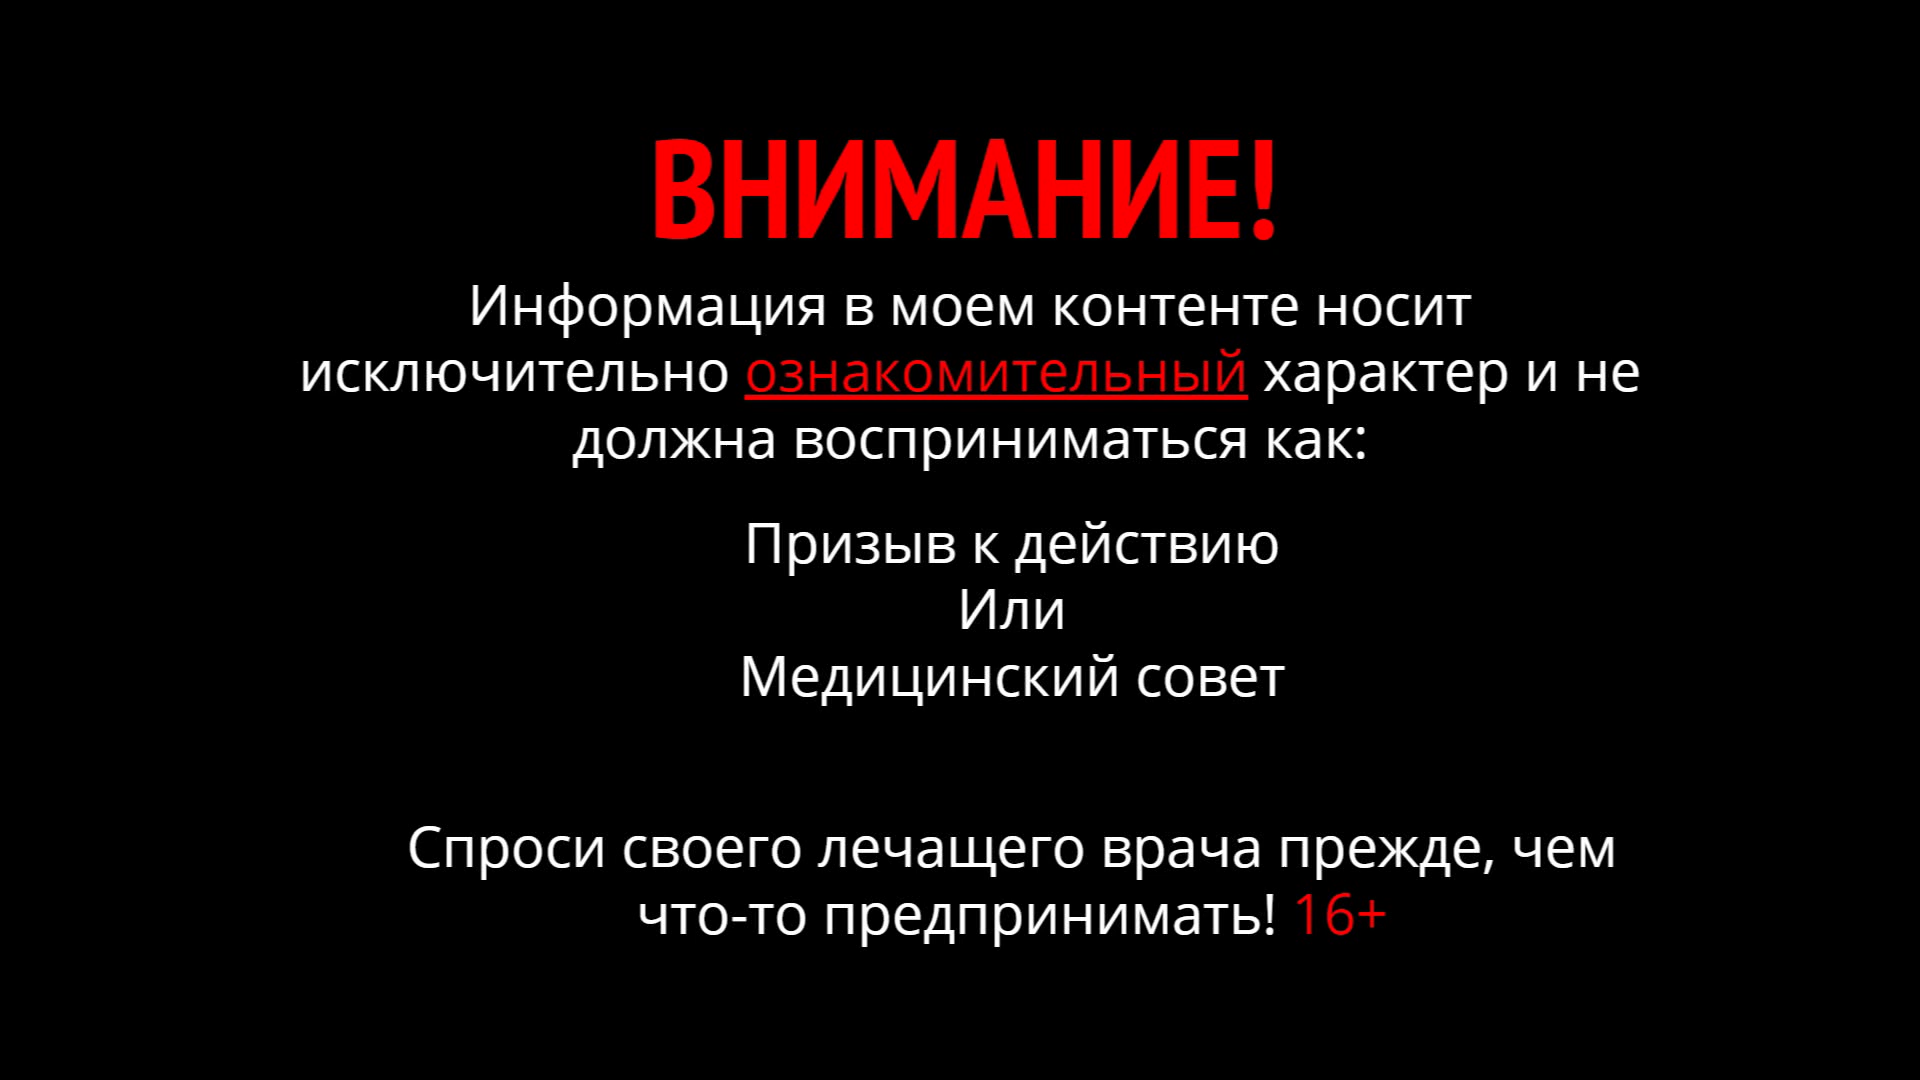 ВНИМАНИЕ!
Информация в моем контенте носит
исключительно ознакомительный характер и не
должна восприниматься как:
Призыв к действию
Или
Медицинский совет
Спроси своего лечащего врача прежде, чем
что-то предпринимать! 16+